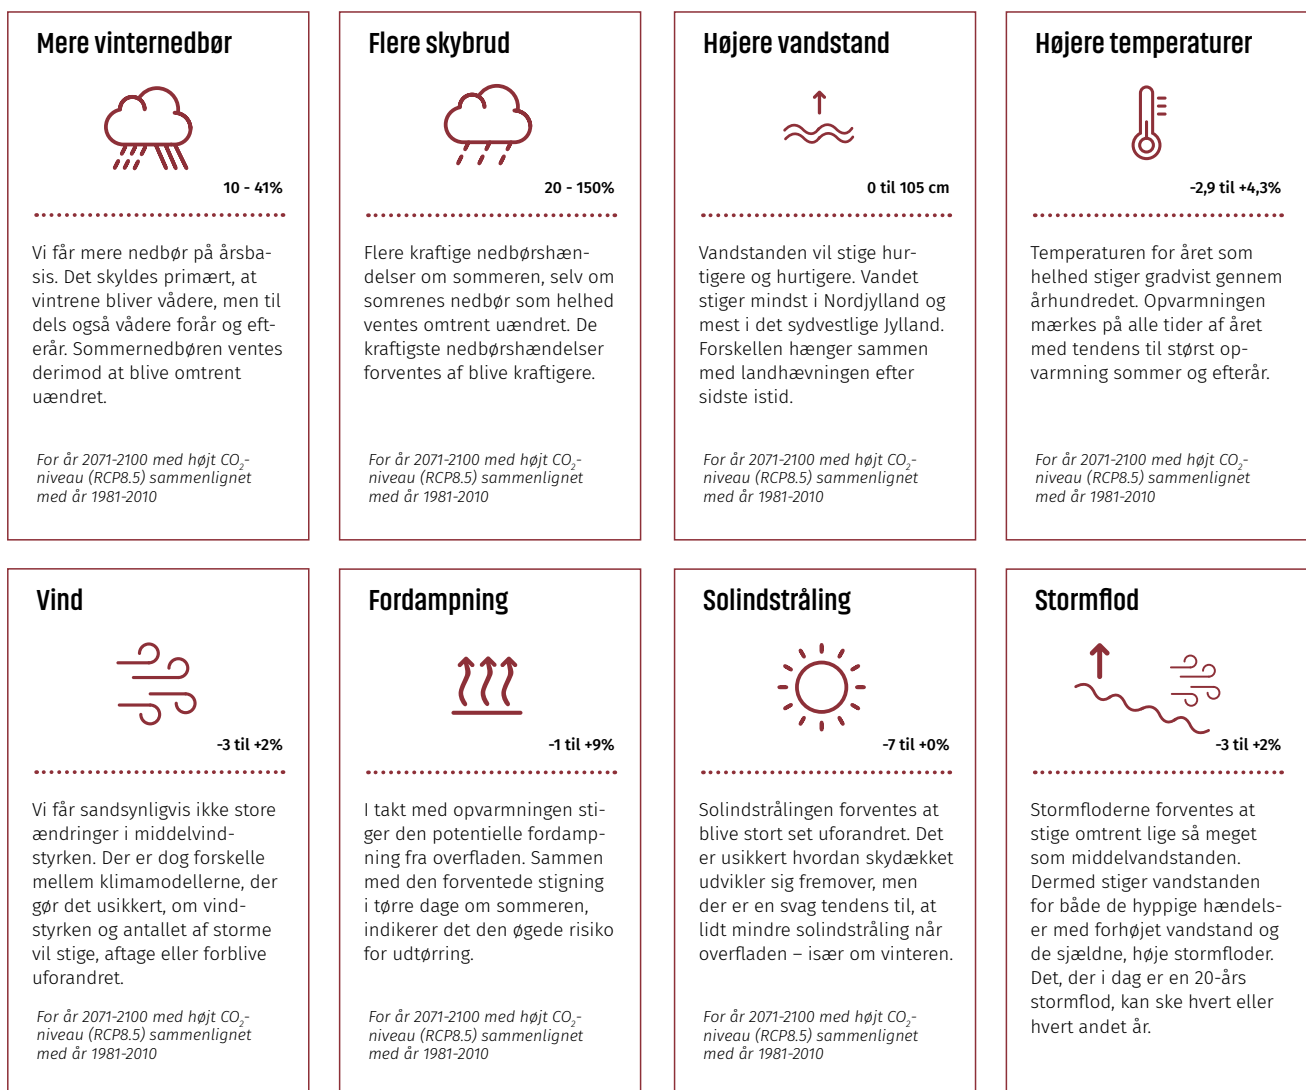 Mere vinternedbør
10 - 41%
Vi får mere nedbør på årsba-
sis. Det skyldes primært, at
vintrene bliver vådere, men til
dels også vådere forår og eft-
erår. Sommernedbøren ventes
derimod at blive omtrent
uændret.
For år 2071-2100 med højt CO₂-
niveau (RCP8.5) sammenlignet
med år 1981-2010
Flere skybrud
20 - 150%
Flere kraftige nedbørshæn-
delser om sommeren, selv om
somrenes nedbør som helhed
ventes omtrent uændret. De
kraftigste nedbørshændelser
forventes af blive kraftigere.
For år 2071-2100 med højt CO₂-
niveau (RCP8.5) sammenlignet
med år 1981-2010
Højere vandstand
0 til 105 cm
Vandstanden vil stige hur-
tigere og hurtigere. Vandet
stiger mindst i Nordjylland og
mest i det sydvestlige Jylland.
Forskellen hænger sammen
med landhævningen efter
sidste istid.
For år 2071-2100 med højt CO₂-
niveau (RCP8.5) sammenlignet
med år 1981-2010
Højere temperaturer
-2,9 til +4,3%
Temperaturen for året som
helhed stiger gradvist gennem
århundredet. Opvarmningen
mærkes på alle tider af året
med tendens til størst op-
varmning sommer og efterår.
For år 2071-2100 med højt CO₂-
niveau (RCP8.5) sammenlignet
med år 1981-2010
Vind
-3 til +2%
Vi får sandsynligvis ikke store
ændringer i middelvind-
styrken. Der er dog forskelle
mellem klimamodellerne, der
gør det usikkert, om vind-
styrken og antallet af storme
vil stige, aftage eller forblive
uforandret.
For år 2071-2100 med højt CO₂-
niveau (RCP8.5) sammenlignet
med år 1981-2010
Fordampning
-1 til +9%
I takt med opvarmningen sti-
ger den potentielle fordamp-
ning fra overfladen. Sammen
med den forventede stigning
i tørre dage om sommeren,
indikerer det den øgede risiko
for udtørring.
For år 2071-2100 med højt CO₂-
niveau (RCP8.5) sammenlignet
med år 1981-2010
Solindstråling
-7 til +0%
Solindstrålingen forventes at
blive stort set uforandret. Det
er usikkert hvordan skydækket
udvikler sig fremover, men
der er en svag tendens til, at
lidt mindre solindstråling når
overfladen – især om vinteren.
For år 2071-2100 med højt CO₂-
niveau (RCP8.5) sammenlignet
med år 1981-2010
Stormflod
-3 til +2%
Stormfloderne forventes at
stige omtrent lige så meget
som middelvandstanden.
Dermed stiger vandstanden
for både de hyppige hændels-
er med forhøjet vandstand og
de sjældne, høje stormfloder.
Det, der i dag er en 20-års
stormflod, kan ske hvert eller
hvert andet år.